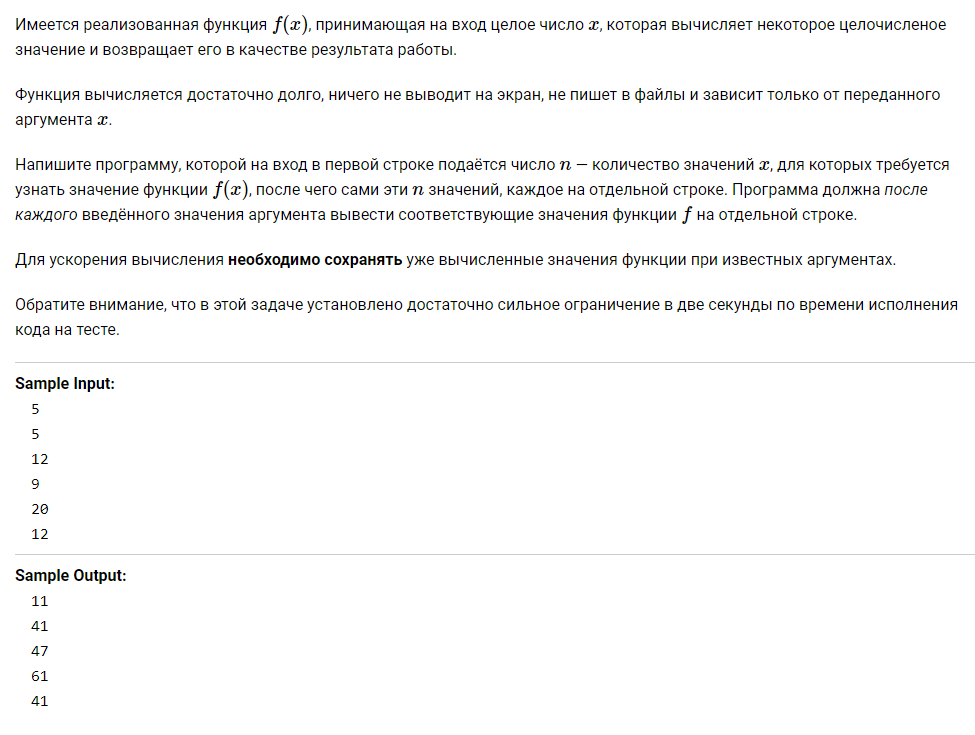 Имеется реализованная функция f(x), принимающая на вход целое число x, которая вычисляет некоторое целочисленое
значение и возвращает его в качестве результата работы.
Функция вычисляется достаточно долго, ничего не выводит на экран, не пишет в файлы и зависит только от переданного
аргумента x.
Напишите программу, которой на вход в первой строке подаётся число n — количество значений x, для которых требуется
узнать значение функции f(x), после чего сами эти n значений, каждое на отдельной строке. Программа должна после
каждого введённого значения аргумента вывести соответствующие значения функции f на отдельной строке.
Для ускорения вычисления необходимо сохранять уже вычисленные значения функции при известных аргументах.
Обратите внимание, что в этой задаче установлено достаточно сильное ограничение в две секунды по времени исполнения
кода на тесте.
Sample Input:
5
5
12
9
20
12
Sample Output:
11
41
47
61
41